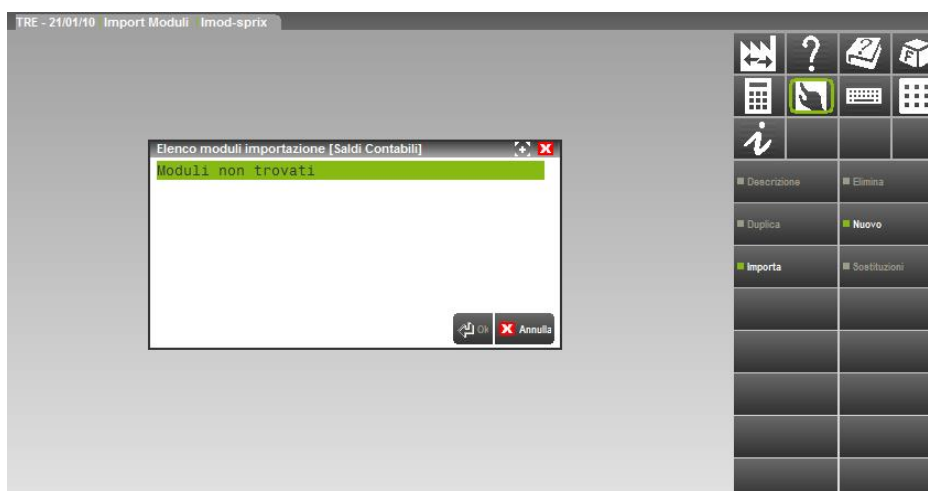 TRE - 21/01/10 Import Moduli Imod-sprix
Elenco moduli importazione [Saldi Contabili]
Moduli non trovati
Ok Annulla
Descrizione Elimina
Duplica Nuovo
Importa Sostituzioni